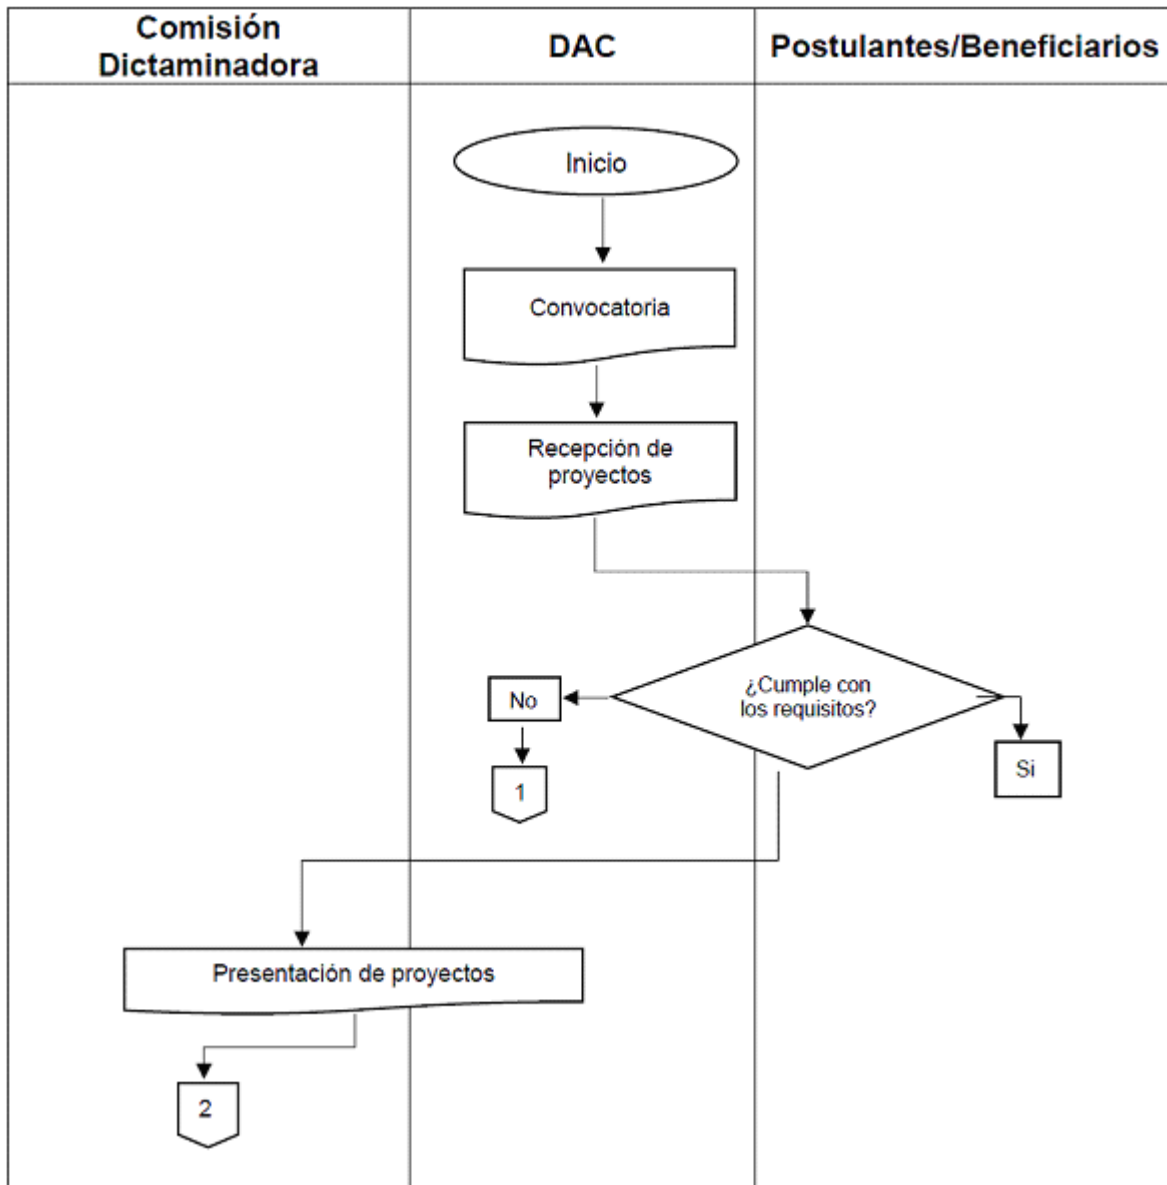 Comisión
Dictaminadora
DAC
Postulantes/Beneficiarios
Inicio
Convocatoria
Recepción de
proyectos
¿Cumple con
los requisitos?
No
Si
1
Presentación de proyectos
2